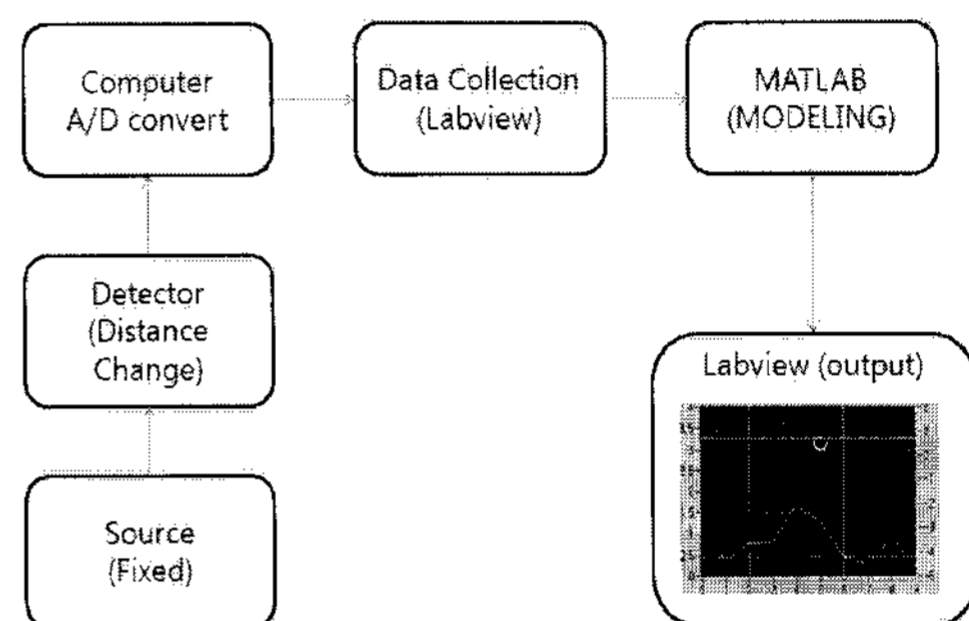 Computer
A/D convert
Data Collection
(Labview)
MATLAB
(MODELING)
Detector
(Distance
Change)
Source
(Fixed)
Labview (output)